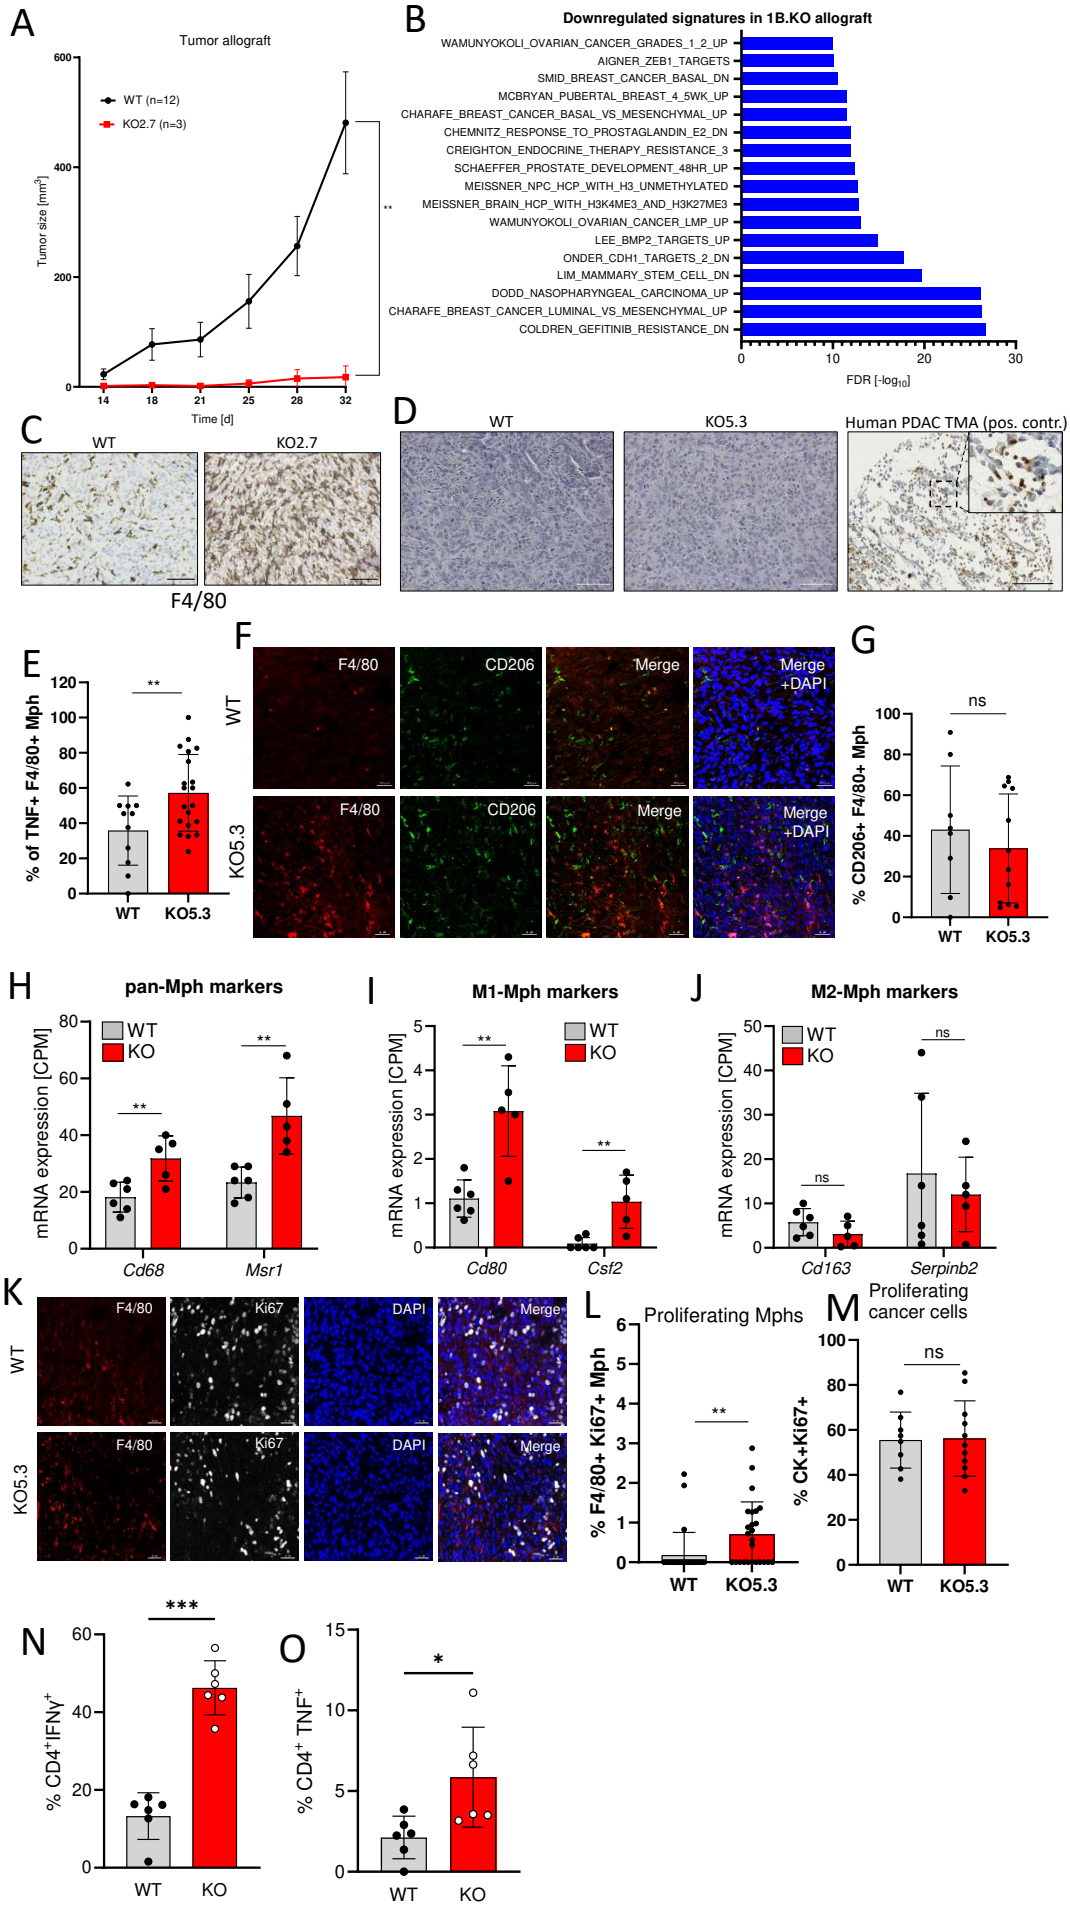 A
Tumor allograft
600
400
200
0
Tumor size [mm³]
WT (n=12)
KO2.7 (n=3)
**
14 18 21 25 28 32
Time [d]
B
Downregulated signatures in 1B.KO allograft
WAMUNYOKOLI_OVARIAN_CANCER_GRADES_1_2_UP
AIGNER_ZEB1_TARGETS
SMID_BREAST_CANCER_BASAL_DN
MCBRYAN_PUBERTAL_BREAST_4_5WK_UP
CHARAFE_BREAST_CANCER_BASAL_VS_MESENCHYMAL_UP
CHEMNITZ_RESPONSE_TO_PROSTAGLANDIN_E2_DN
CREIGHTON_ENDOCRINE_THERAPY_RESISTANCE_3
SCHAEFFER_PROSTATE_DEVELOPMENT_48HR_UP
MEISSNER_NPC_HCP_WITH_H3_UNMETHYLATED
MEISSNER_BRAIN_HCP_WITH_H3K4ME3_AND_H3K27ME3
WAMUNYOKOLI_OVARIAN_CANCER_LMP_UP
LEE_BMP2_TARGETS_UP
ONDER_CDH1_TARGETS_2_DN
LIM_MAMMARY_STEM_CELL_DN
DODD_NASOPHARYNGEAL_CARCINOMA_UP
CHARAFE_BREAST_CANCER_LUMINAL_VS_MESENCHYMAL_UP
COLDREN_GEFITINIB_RESISTANCE_DN
0 10 20 30
FDR [-log₁₀]
C
WT KO2.7
F4/80
D
WT KO5.3 Human PDAC TMA (pos. contr.)
E
% of TNF+ F4/80+ Mph
120
100
80
60
40
20
0
**
WT KO5.3
F
WT
F4/80 CD206 Merge Merge
+DAPI
KO5.3
F4/80 CD206 Merge Merge
+DAPI
G
% CD206+ F4/80+ Mph
100
80
60
40
20
0
ns
WT KO5.3
H
pan-Mph markers
mRNA expression [CPM]
80
60
40
20
0
WT
KO
** **
Cd68 Msr1
I
M1-Mph markers
mRNA expression [CPM]
5
4
3
2
1
0
WT
KO
** **
Cd80 Csf2
J
M2-Mph markers
mRNA expression [CPM]
50
40
30
20
10
0
WT
KO
ns ns
Cd163 Serpinb2
K
WT
F4/80 Ki67 DAPI Merge
KO5.3
F4/80 Ki67 DAPI Merge
L
Proliferating Mphs
% F4/80+ Ki67+ Mph
6
5
4
3
2
1
0
**
WT KO5.3
M
Proliferating
cancer cells
% CK+Ki67+
100
80
60
40
20
0
ns
WT KO5.3
N
% CD4⁺IFNγ⁺
60
40
20
0
***
WT KO
O
% CD4⁺ TNF⁺
15
10
5
0
*
WT KO